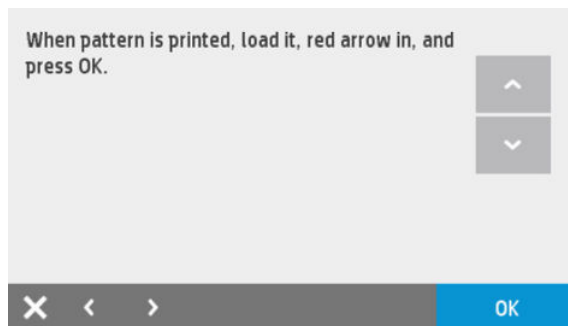 When pattern is printed, load it, red arrow in, and
press OK.
OK